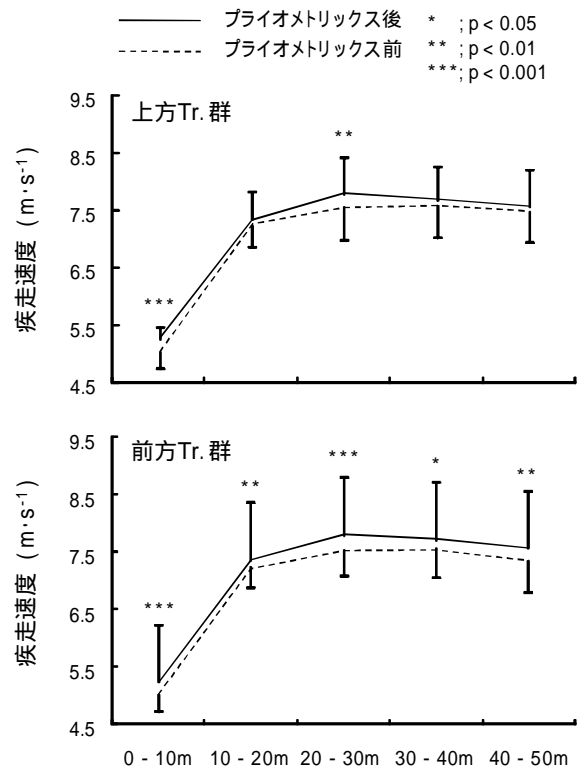 プライオメトリックス後 * ; p < 0.05
プライオメトリックス前 ** ; p < 0.01
***; p < 0.001
上方Tr. 群
疾走速度 (m·s⁻¹)
9.5
8.5
7.5
6.5
5.5
4.5
***
**
前方Tr. 群
疾走速度 (m·s⁻¹)
9.5
8.5
7.5
6.5
5.5
4.5
***
**
***
*
**
0 - 10m 10 - 20m 20 - 30m 30 - 40m 40 - 50m